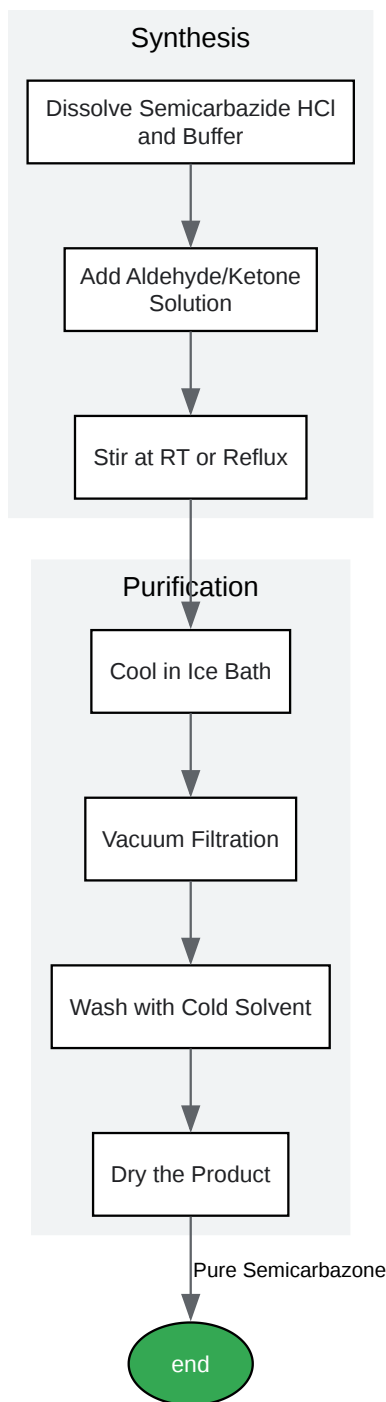 Synthesis
Dissolve Semicarbazide HCl
and Buffer
Add Aldehyde/Ketone
Solution
Stir at RT or Reflux
Purification
Cool in Ice Bath
Vacuum Filtration
Wash with Cold Solvent
Dry the Product
Pure Semicarbazone
end